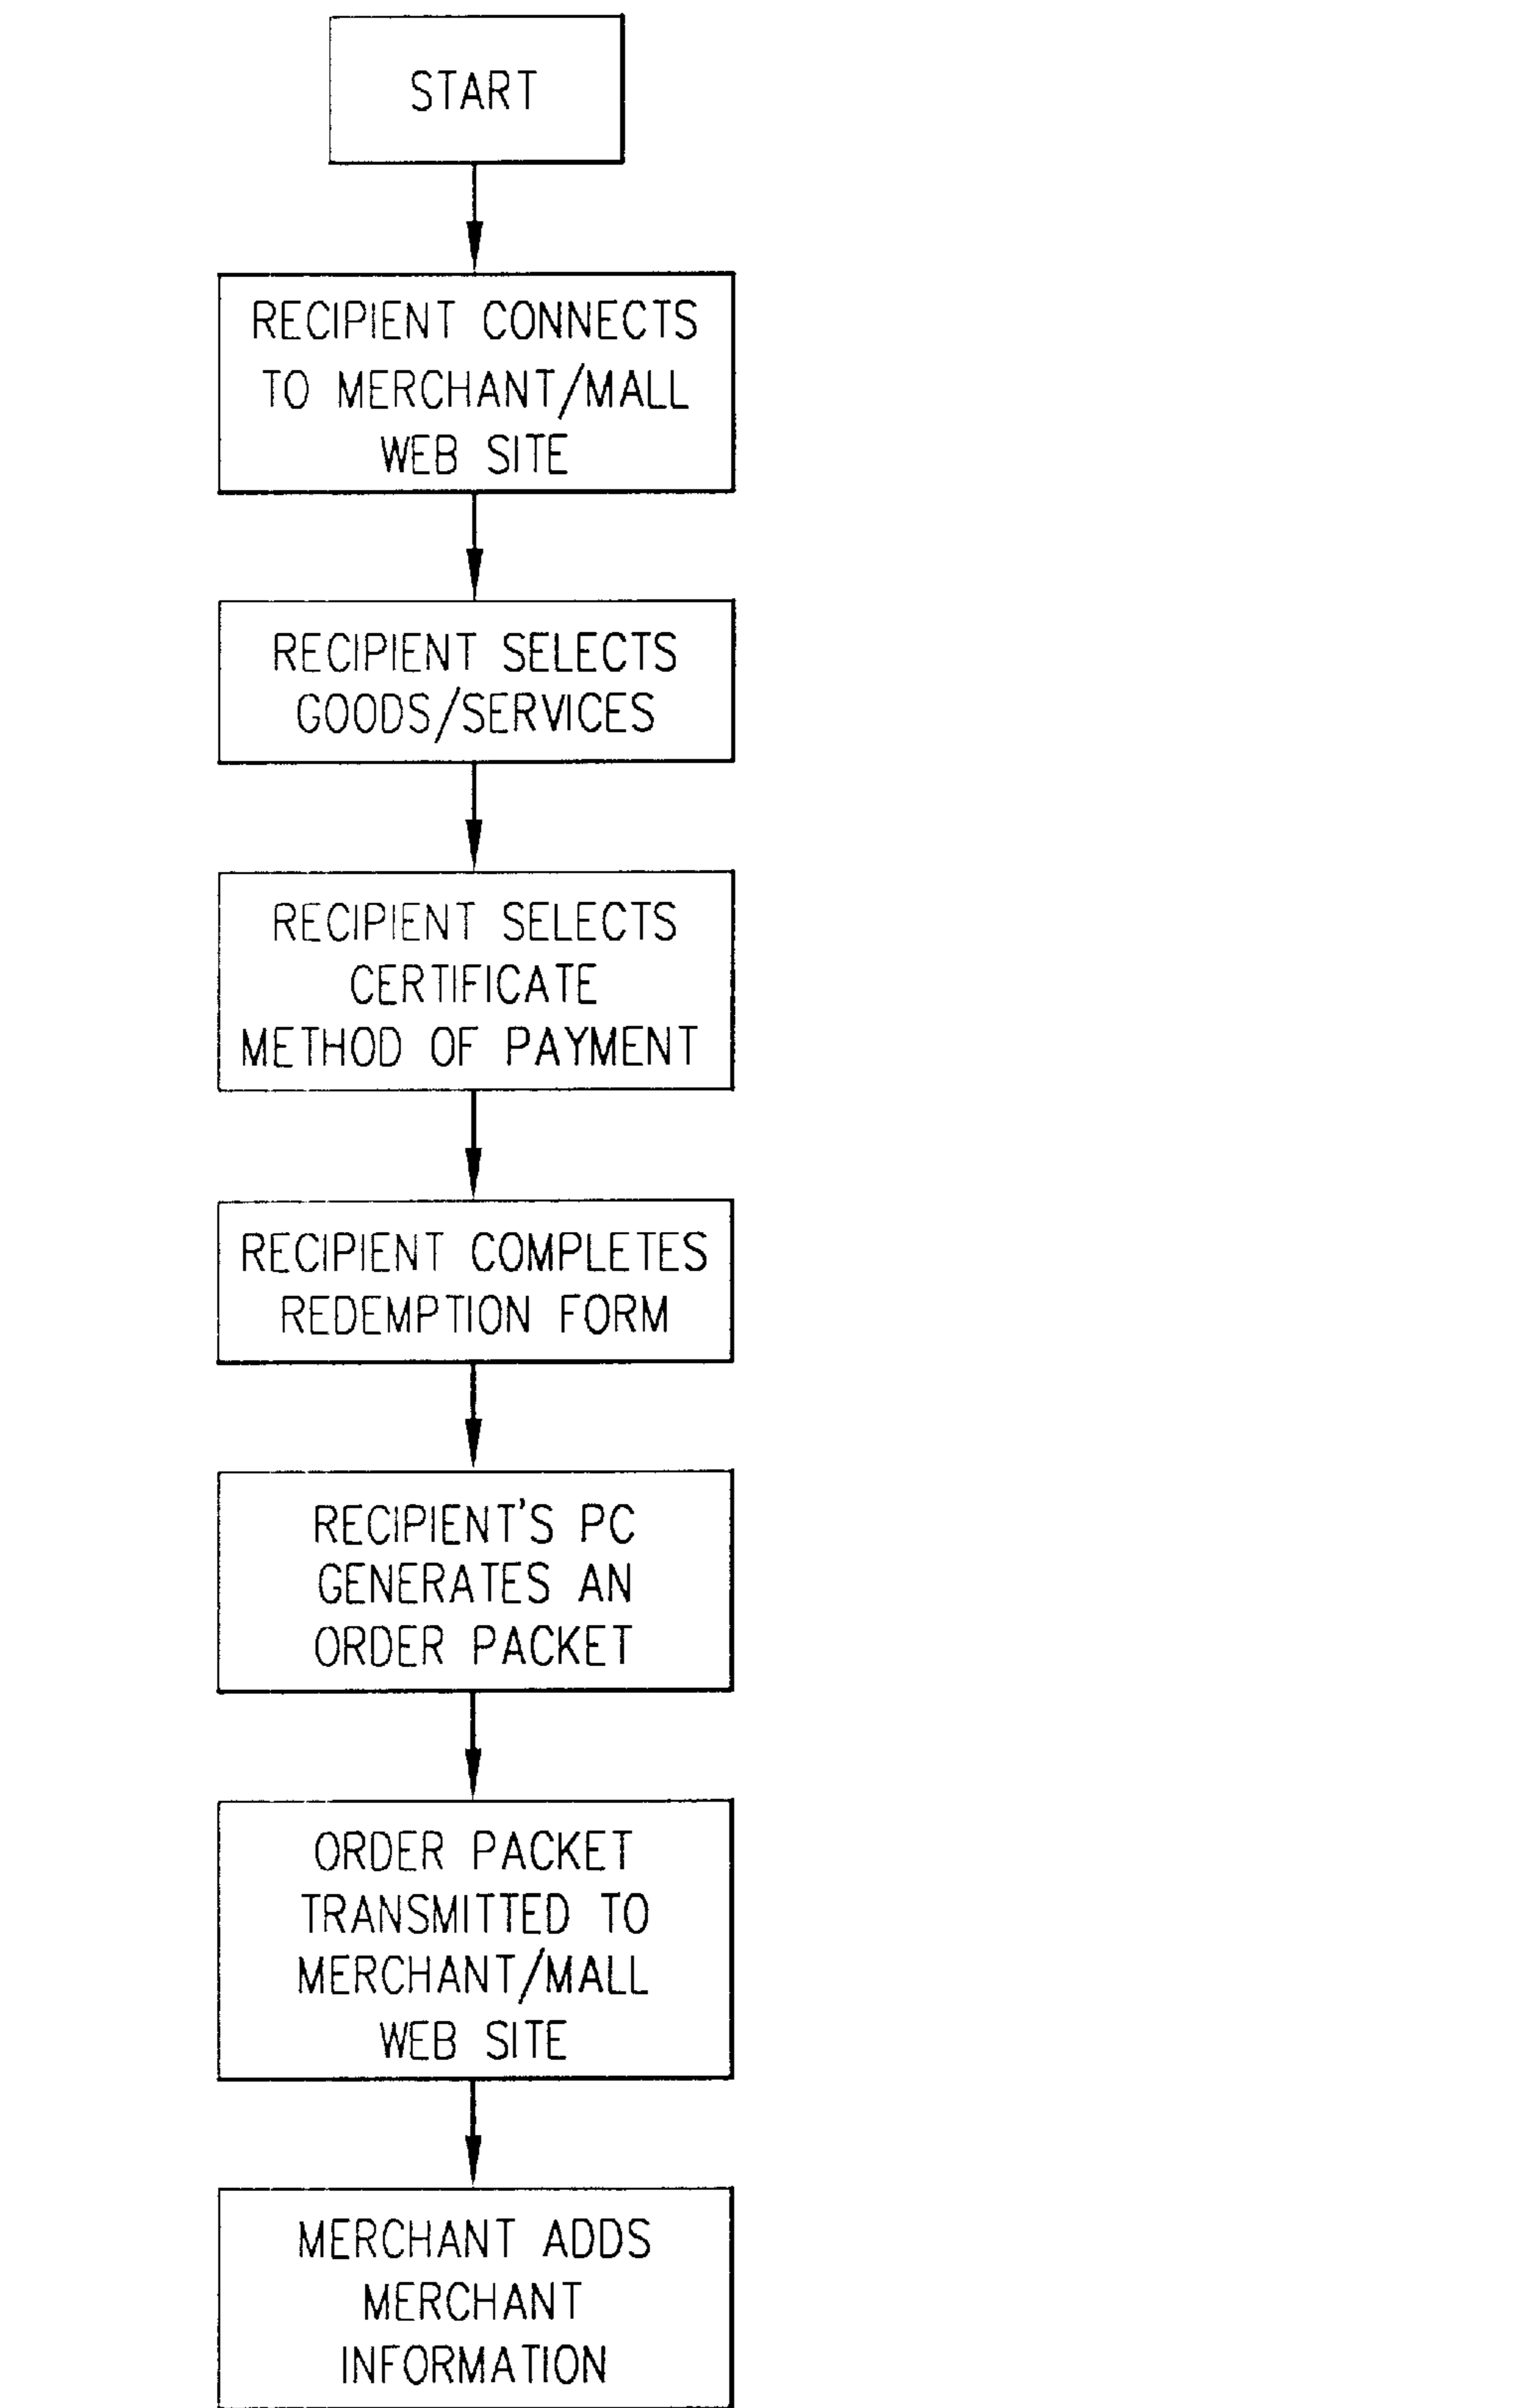 START
RECIPIENT CONNECTS
TO MERCHANT/MALL
WEB SITE
RECIPIENT SELECTS
GOODS/SERVICES
RECIPIENT SELECTS
CERTIFICATE
METHOD OF PAYMENT
RECIPIENT COMPLETES
REDEMPTION FORM
RECIPIENT'S PC
GENERATES AN
ORDER PACKET
ORDER PACKET
TRANSMITTED TO
MERCHANT/MALL
WEB SITE
MERCHANT ADDS
MERCHANT
INFORMATION